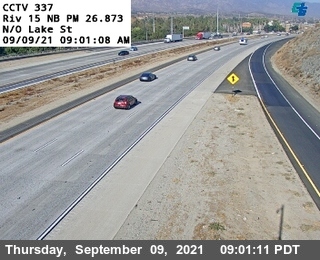 CCTV 337
Riv 15 NB PM 26.873
N/O Lake St
09/09/21 09:01:08 AM
Thursday, September 09, 2021 09:01:11 PDT